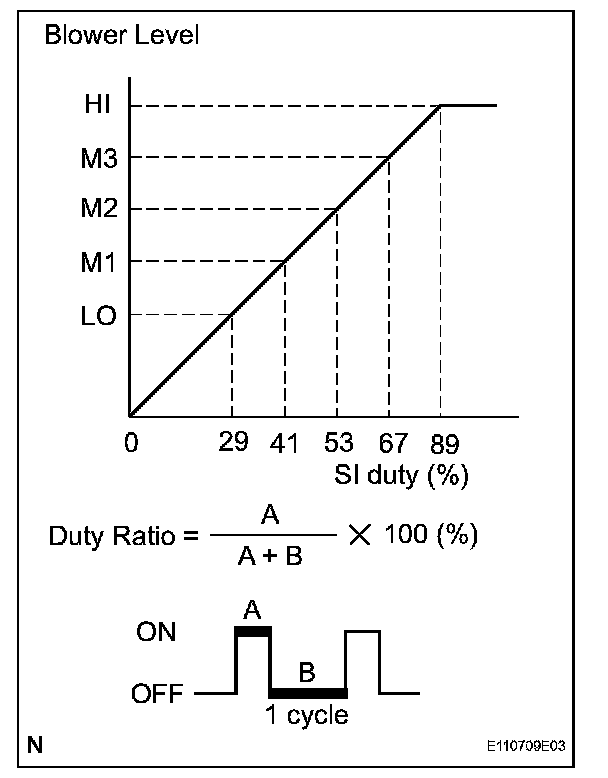 Blower Level
HI
M3
M2
M1
LO
0 29 41 53 67 89
SI duty (%)
A
Duty Ratio = ——— × 100 (%)
A + B
A
ON
B
OFF
1 cycle
N E110709E03